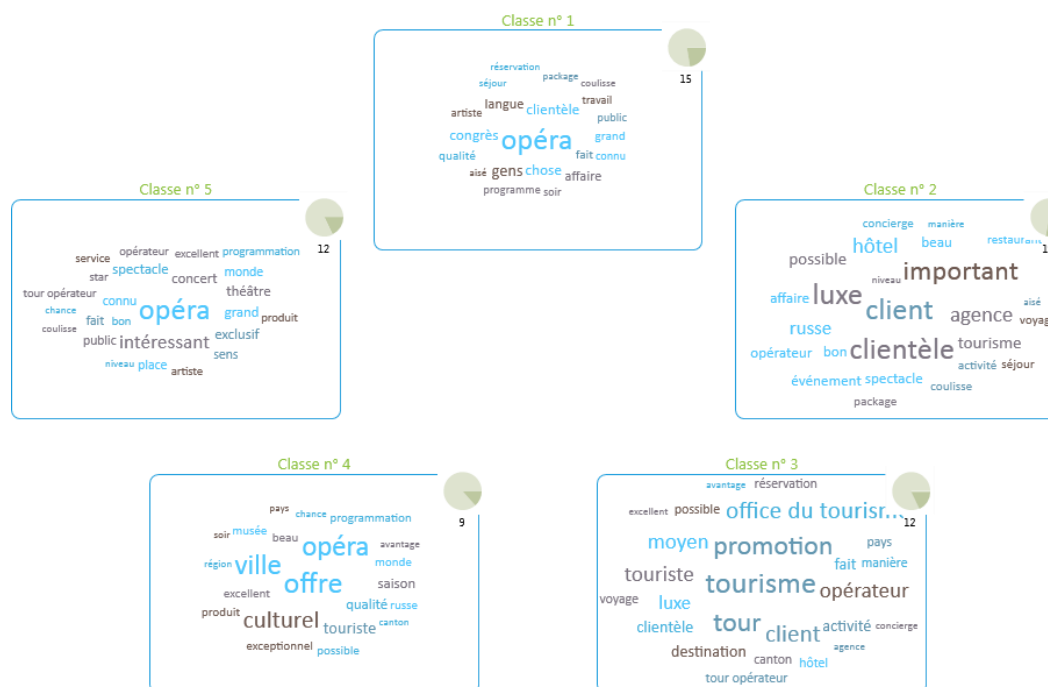 Classe n° 1
réservation
package
séjour
coulisse
15
artiste langue clientèle travail
public
congrès opéra grand
qualité fait connu
aisé gens chose affaire
programme soir
Classe n° 5
12
service opérateur excellent programmation
star spectacle concert monde
tour opérateur théâtre
connu
chance opéra grand produit
coulisse fait bon
public intéressant exclusif
sens
niveau place
artiste
Classe n° 2
concierge manière
hôtel beau
possible important
niveau
affaire luxe client agence aisé
russe
clientèle tourisme
opérateur bon
activité séjour
événement spectacle coulisse
package
Classe n° 4
9
pays chance programmation
soir musée beau opéra avantage
région ville monde
excellent offre saison
produit qualité russe
culturel touriste canton
exceptionnel possible
Classe n° 3
avantage réservation
12
excellent possible office du
moyen promotion pays
fait manière
touriste tourisme opérateur
voyage luxe
clientèle tour client activité concierge
destination canton hôtel agence
tour opérateur